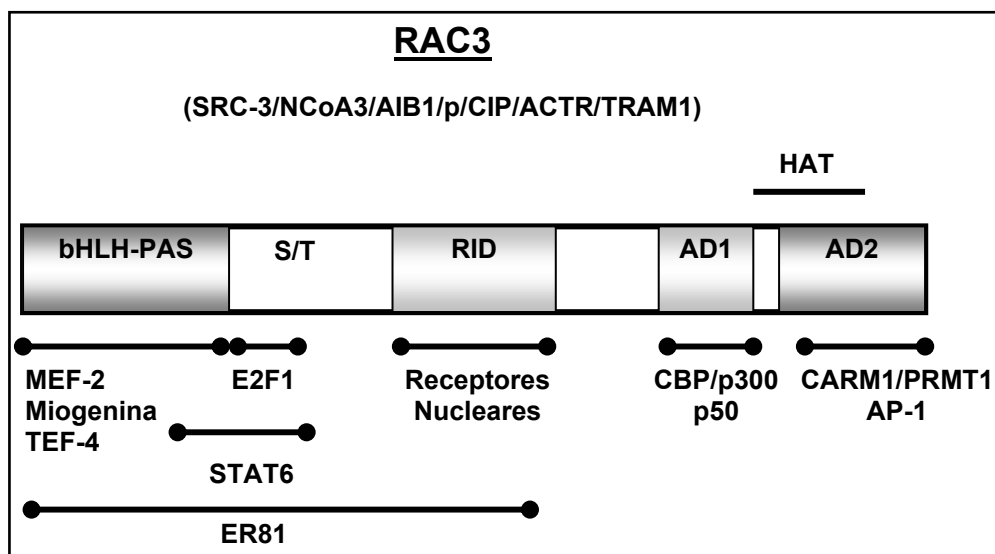 RAC3
(SRC-3/NCoA3/AIB1/p/CIP/ACTR/TRAM1)
HAT
bHLH-PAS
S/T
RID
AD1
AD2
MEF-2
Miogenina
TEF-4
E2F1
Receptores
Nucleares
CBP/p300
p50
CARM1/PRMT1
AP-1
STAT6
ER81